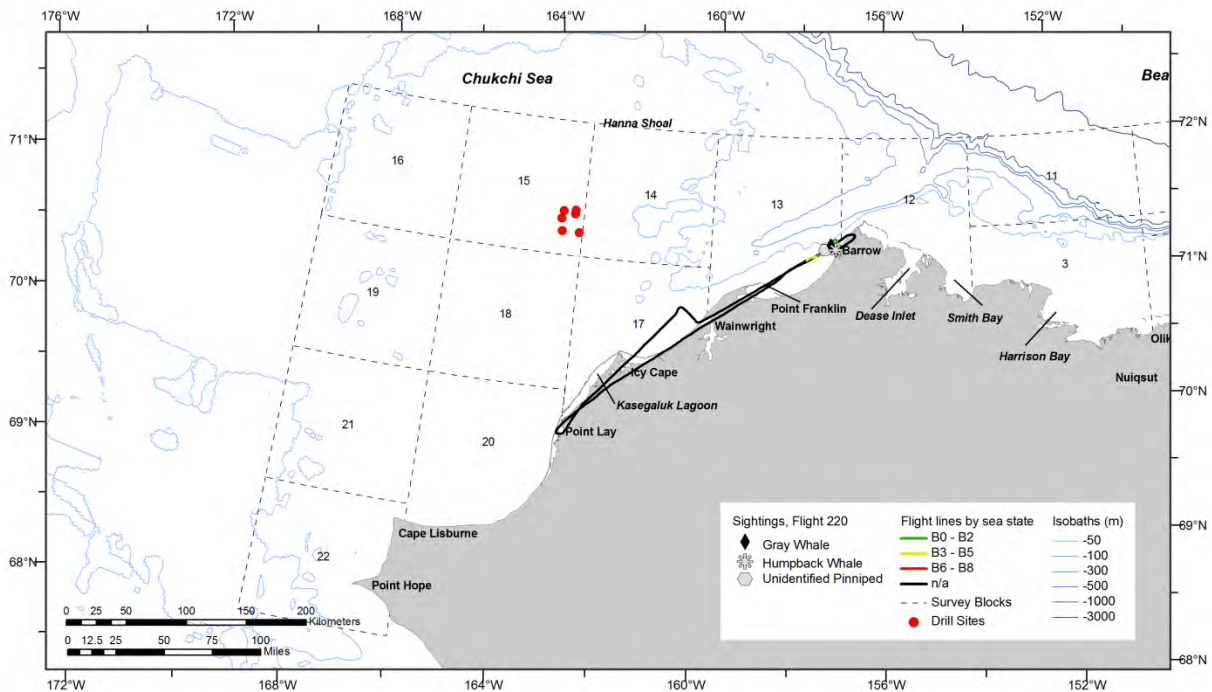 176°W
172°W
168°W
164°W
160°W
156°W
152°W
Chukchi Sea
Bea
Hanna Shoal
71°N
72°N
16
15
14
13
12
11
3
Barrow
71°N
70°N
19
18
17
Point Franklin
Dease Inlet
Smith Bay
Wainwright
Harrison Bay
Olik
Icy Cape
Nuiqsut
Kasegaluk Lagoon
70°N
69°N
21
20
Point Lay
Cape Lisburne
69°N
22
68°N
Point Hope
0 25 50 100 150 200
Kilometers
0 12.5 25 50 75 100
Miles
Sightings, Flight 220
Gray Whale
Humpback Whale
Unidentified Pinniped
Flight lines by sea state
B0 - B2
B3 - B5
B6 - B8
n/a
Survey Blocks
Drill Sites
Isobaths (m)
-50
-100
-300
-500
-1000
-3000
68°N
172°W
168°W
164°W
160°W
156°W
152°W